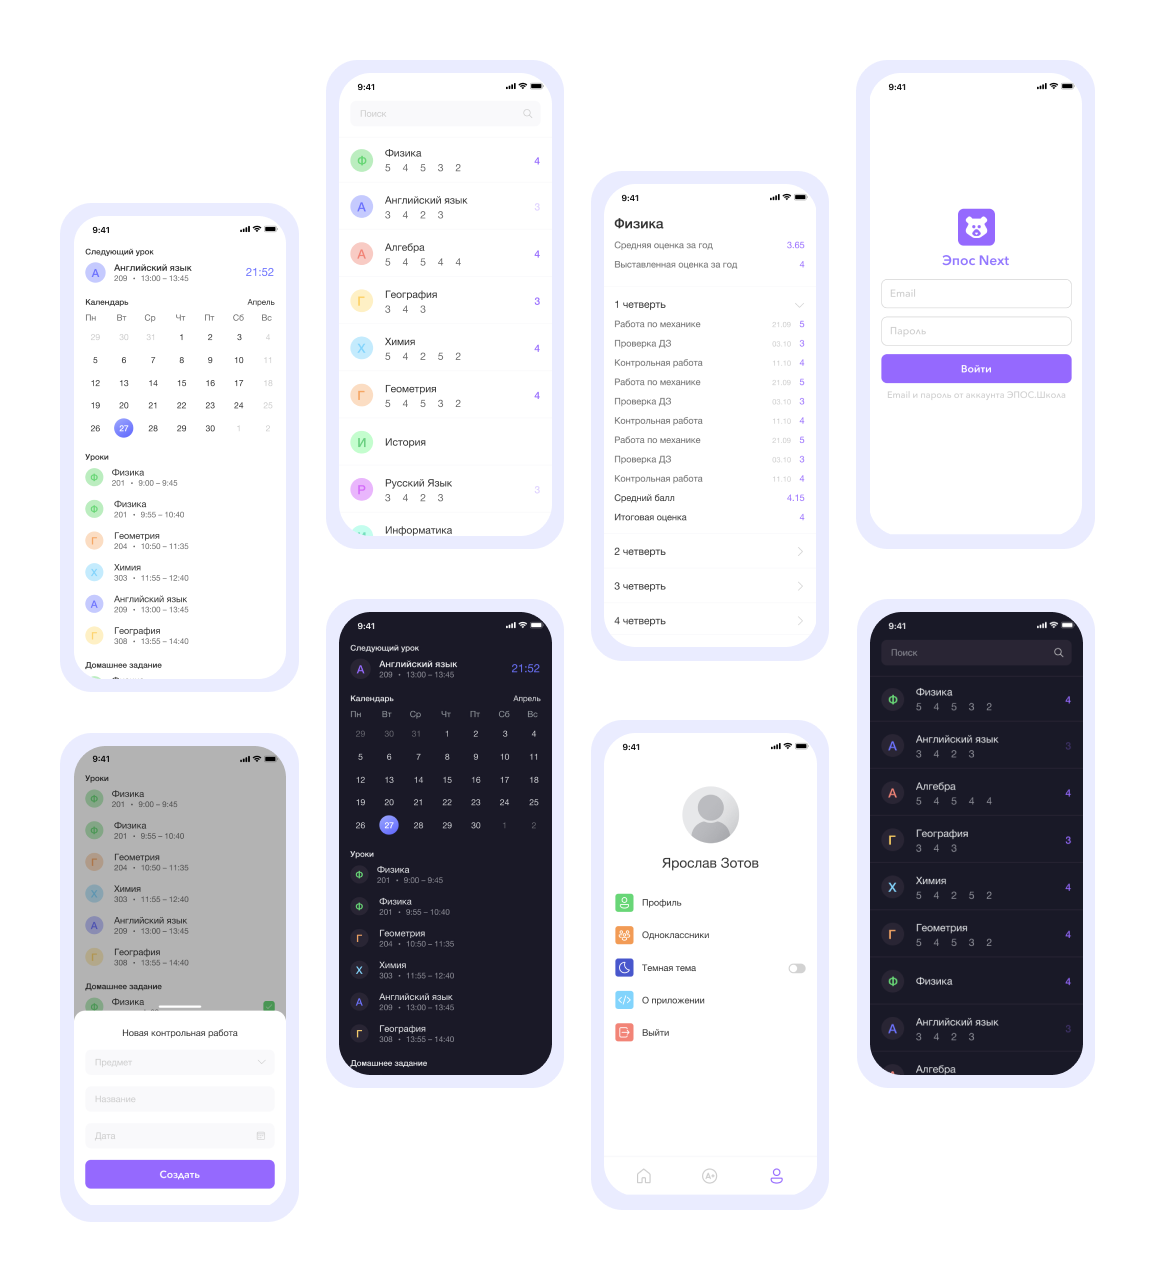 9:41
Следующий урок
А
Английский язык
209 • 13:00 – 13:45
21:52
Календарь
Апрель
Пн Вт Ср Чт Пт Сб Вс
29 30 31 1 2 3 4
5 6 7 8 9 10 11
12 13 14 15 16 17 18
19 20 21 22 23 24 25
26 27 28 29 30 1 2
Уроки
Ф
Физика
201 • 9:00 – 9:45
Ф
Физика
201 • 9:55 – 10:40
Г
Геометрия
204 • 10:50 – 11:35
Х
Химия
303 • 11:55 – 12:40
А
Английский язык
209 • 13:00 – 13:45
Г
География
308 • 13:55 – 14:40
Домашнее задание
9:41
Поиск
Ф
Физика
5 4 5 3 2
4
А
Английский язык
3 4 2 3
3
А
Алгебра
5 4 5 4 4
4
Г
География
3 4 3
3
Х
Химия
5 4 2 5 2
4
Г
Геометрия
5 4 5 3 2
4
И
История
Р
Русский Язык
3 4 2 3
3
Информатика
9:41
Физика
Средняя оценка за год 3.65
Выставленная оценка за год 4
1 четверть
Работа по механике 21.09 5
Проверка ДЗ 03.10 3
Контрольная работа 11.10 4
Работа по механике 21.09 5
Проверка ДЗ 03.10 3
Контрольная работа 11.10 4
Работа по механике 21.09 5
Проверка ДЗ 03.10 3
Контрольная работа 11.10 4
Средний балл 4.15
Итоговая оценка 4
2 четверть
3 четверть
4 четверть
9:41
Эпос Next
Email
Пароль
Войти
Email и пароль от аккаунта ЭПОС.Школа
9:41
Уроки
Ф
Физика
201 • 9:00 – 9:45
Ф
Физика
201 • 9:55 – 10:40
Г
Геометрия
204 • 10:50 – 11:35
Х
Химия
303 • 11:55 – 12:40
А
Английский язык
209 • 13:00 – 13:45
Г
География
308 • 13:55 – 14:40
Домашнее задание
Ф
Физика
Новая контрольная работа
Предмет
Название
Дата
Создать
9:41
Следующий урок
А
Английский язык
209 • 13:00 – 13:45
21:52
Календарь
Апрель
Пн Вт Ср Чт Пт Сб Вс
29 30 31 1 2 3 4
5 6 7 8 9 10 11
12 13 14 15 16 17 18
19 20 21 22 23 24 25
26 27 28 29 30 1 2
Уроки
Ф
Физика
201 • 9:00 – 9:45
Ф
Физика
201 • 9:55 – 10:40
Г
Геометрия
204 • 10:50 – 11:35
Х
Химия
303 • 11:55 – 12:40
А
Английский язык
209 • 13:00 – 13:45
Г
География
308 • 13:55 – 14:40
Домашнее задание
9:41
Ярослав Зотов
Профиль
Одноклассники
Темная тема
О приложении
Выйти
A+
9:41
Поиск
Ф
Физика
5 4 5 3 2
4
А
Английский язык
3 4 2 3
3
А
Алгебра
5 4 5 4 4
4
Г
География
3 4 3
3
Х
Химия
5 4 2 5 2
4
Г
Геометрия
5 4 5 3 2
4
Ф
Физика
4
А
Английский язык
3 4 2 3
3
Алгебра